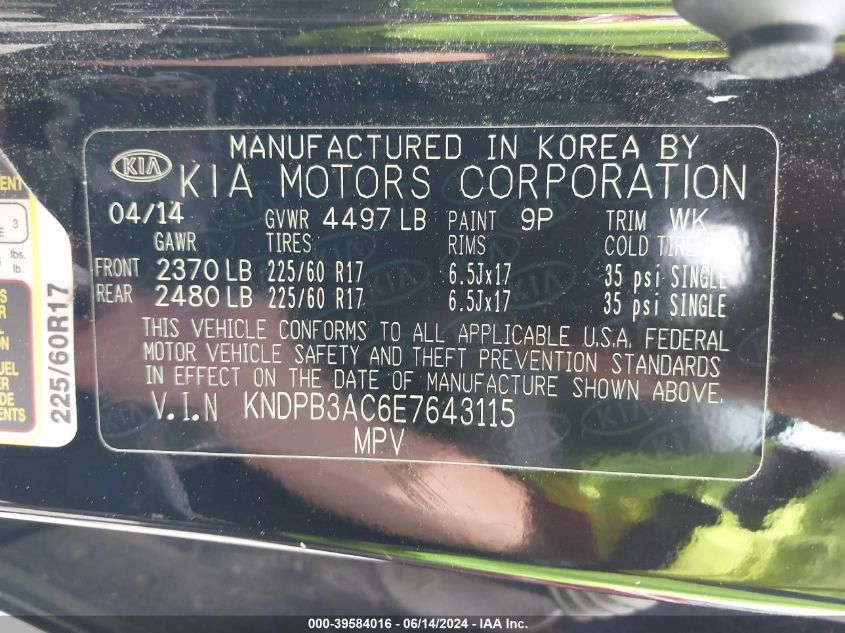 MANUFACTURED IN KOREA BY
KIA KIA MOTORS CORPORATION
04/14 GVWR 4497 LB PAINT 9P TRIM WK
GAWR TIRES RIMS COLD TIRE
FRONT 2370 LB 225/60 R17 6.5Jx17 35 psi SINGLE
REAR 2480 LB 225/60 R17 6.5Jx17 35 psi SINGLE
THIS VEHICLE CONFORMS TO ALL APPLICABLE U.S.A. FEDERAL
MOTOR VEHICLE SAFETY AND THEFT PREVENTION STANDARDS
IN EFFECT ON THE DATE OF MANUFACTURE SHOWN ABOVE.
V.I.N KNDPB3AC6E7643115
MPV
3
lbs.
lb.
225/60R17
000-39584016 - 06/14/2024 - IAA Inc.